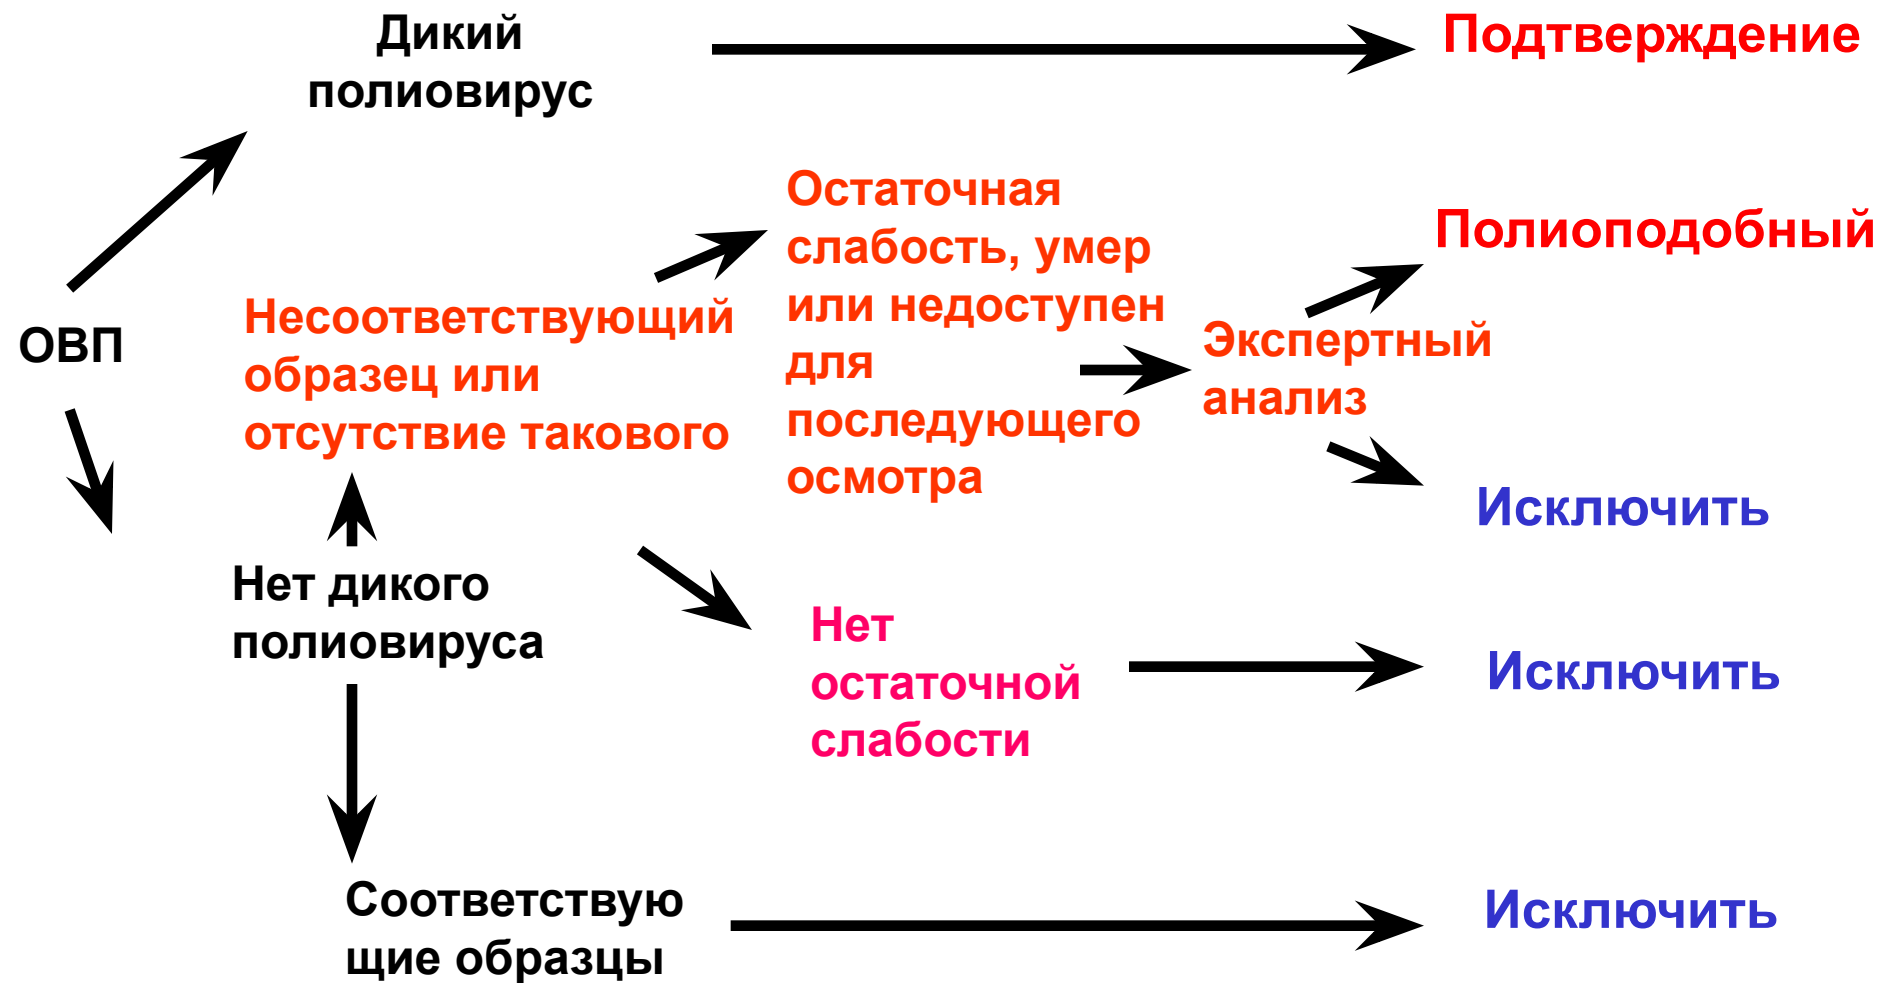 Дикий
полиовирус
Подтверждение
Остаточная
слабость, умер
или недоступен
для
последующего
осмотра
Полиоподобный
ОВП
Несоответствующий
образец или
отсутствие такового
Экспертный
анализ
Исключить
Нет дикого
полиовируса
Нет
остаточной
слабости
Исключить
Соответствую
щие образцы
Исключить